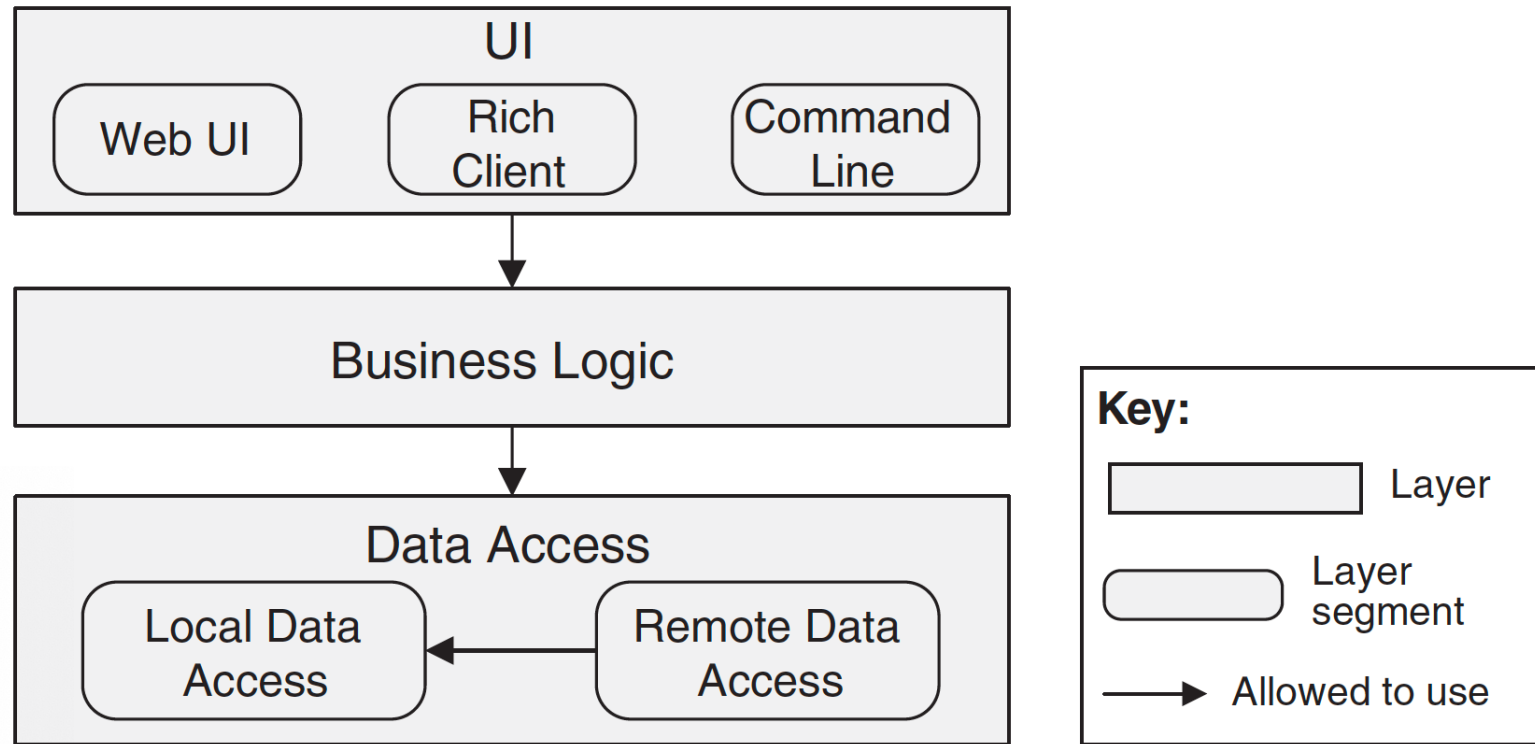 UI
Web UI
Rich
Client
Command
Line
Business Logic
Data Access
Local Data
Access
Remote Data
Access
Key:
Layer
Layer
segment
Allowed to use